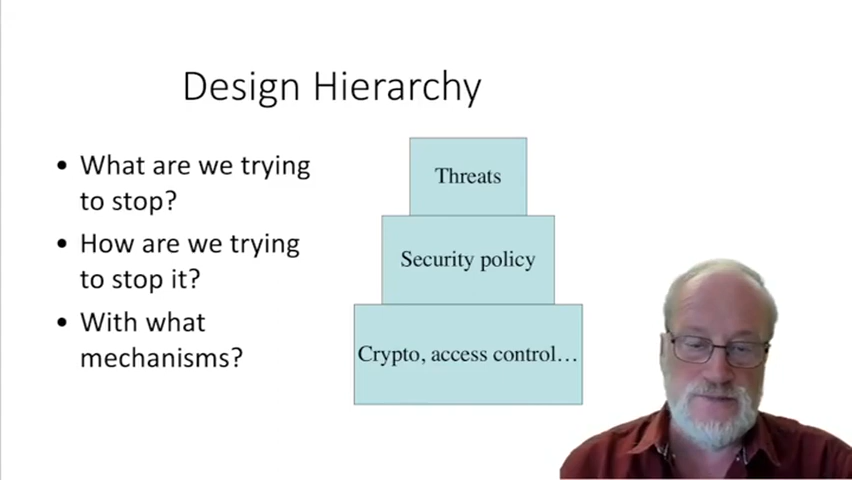 Design Hierarchy
• What are we trying
to stop?
• How are we trying
to stop it?
• With what
mechanisms?
Threats
Security policy
Crypto, access control…